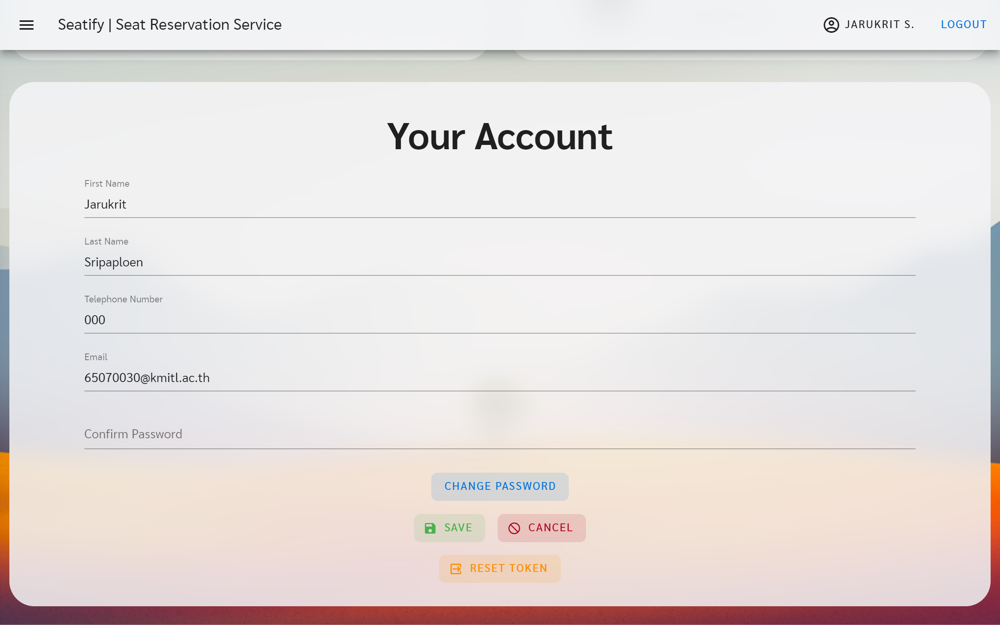 Seatify | Seat Reservation Service
JARUKRIT S.
LOGOUT
Your Account
First Name
Jarukrit
Last Name
Sripaploen
Telephone Number
000
Email
65070030@kmitl.ac.th
Confirm Password
CHANGE PASSWORD
SAVE
CANCEL
RESET TOKEN